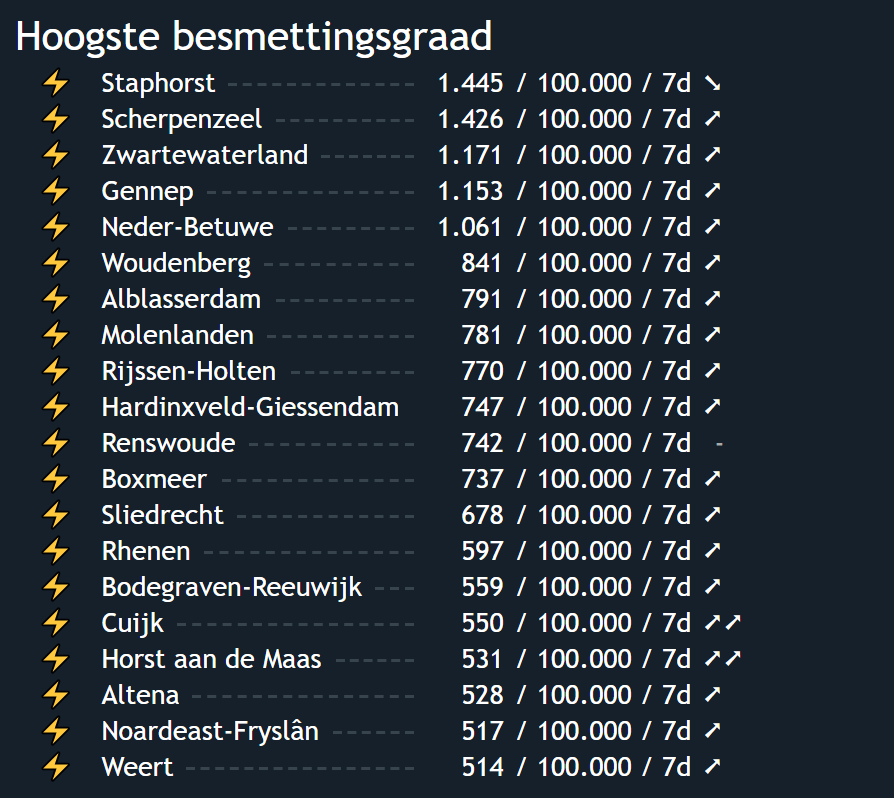 Hoogste besmettingsgraad
⚡ Staphorst 1.445 / 100.000 / 7d ➘
⚡ Scherpenzeel 1.426 / 100.000 / 7d ➚
⚡ Zwartewaterland 1.171 / 100.000 / 7d ➚
⚡ Gennep 1.153 / 100.000 / 7d ➚
⚡ Neder-Betuwe 1.061 / 100.000 / 7d ➚
⚡ Woudenberg 841 / 100.000 / 7d ➚
⚡ Alblasserdam 791 / 100.000 / 7d ➚
⚡ Molenlanden 781 / 100.000 / 7d ➚
⚡ Rijssen-Holten 770 / 100.000 / 7d ➚
⚡ Hardinxveld-Giessendam 747 / 100.000 / 7d ➚
⚡ Renswoude 742 / 100.000 / 7d -
⚡ Boxmeer 737 / 100.000 / 7d ➚
⚡ Sliedrecht 678 / 100.000 / 7d ➚
⚡ Rhenen 597 / 100.000 / 7d ➚
⚡ Bodegraven-Reeuwijk 559 / 100.000 / 7d ➚
⚡ Cuijk 550 / 100.000 / 7d ➚➚
⚡ Horst aan de Maas 531 / 100.000 / 7d ➚➚
⚡ Altena 528 / 100.000 / 7d ➚
⚡ Noardeast-Fryslân 517 / 100.000 / 7d ➚
⚡ Weert 514 / 100.000 / 7d ➚